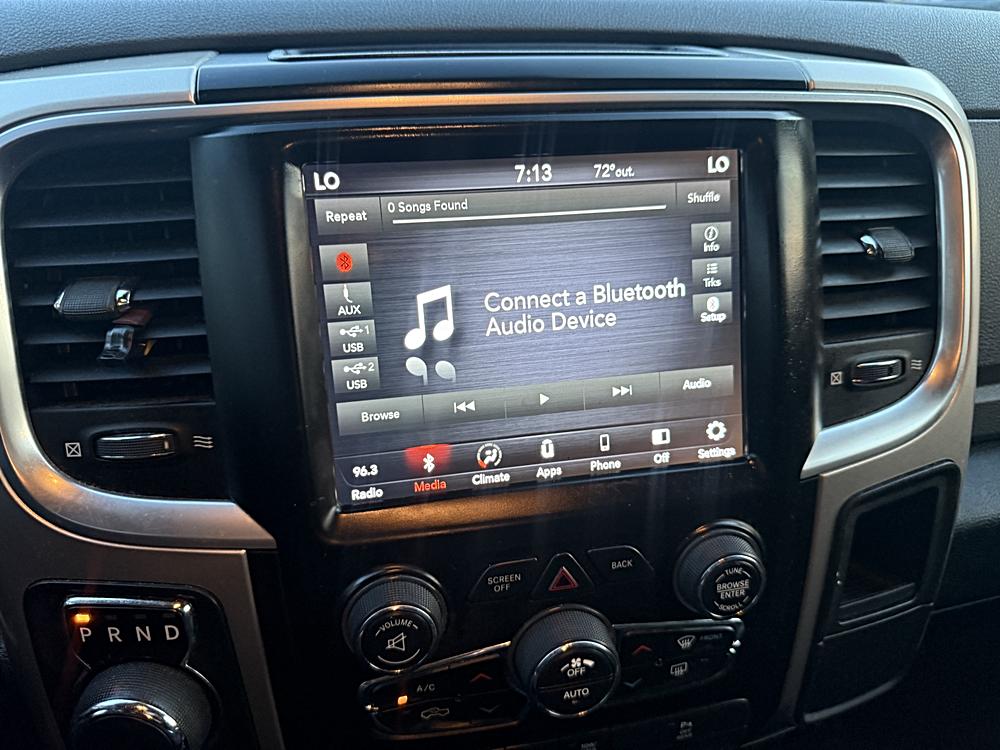 LO
7:13
72°out.
LO
Repeat
0 Songs Found
Shuffle
Info
AUX
Trks
Connect a Bluetooth
Audio Device
1
USB
Setup
2
USB
Browse
Audio
96.3
Radio
Media
Climate
Apps
Phone
Off
Settings
SCREEN
OFF
BACK
TUNE
BROWSE
ENTER
SCROLL
VOLUME
P R N D
A/C
OFF
AUTO
FRONT